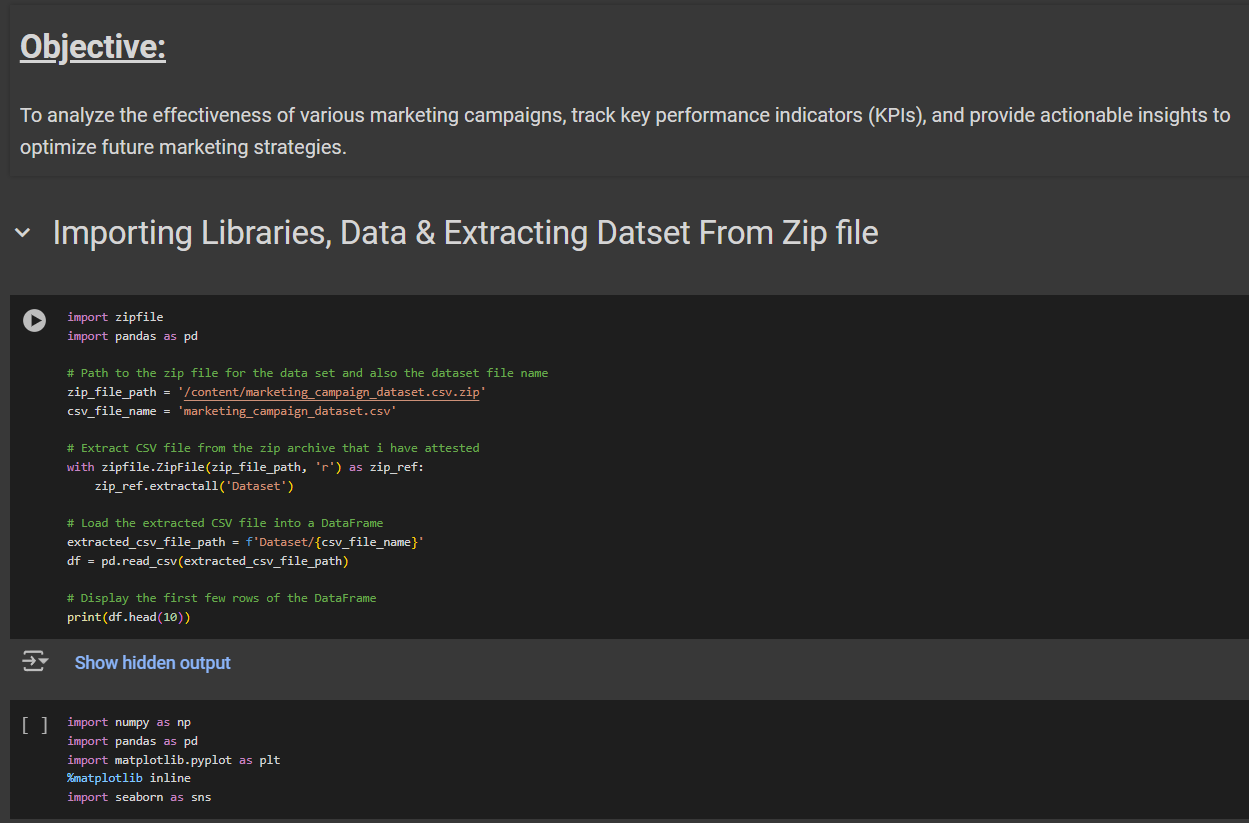 Objective:
To analyze the effectiveness of various marketing campaigns, track key performance indicators (KPIs), and provide actionable insights to
optimize future marketing strategies.
Importing Libraries, Data & Extracting Datset From Zip file
import zipfile
import pandas as pd
# Path to the zip file for the data set and also the dataset file name
zip_file_path = '/content/marketing_campaign_dataset.csv.zip'
csv_file_name = 'marketing_campaign_dataset.csv'
# Extract CSV file from the zip archive that i have attested
with zipfile.ZipFile(zip_file_path, 'r') as zip_ref:
    zip_ref.extractall('Dataset')
# Load the extracted CSV file into a DataFrame
extracted_csv_file_path = f'Dataset/{csv_file_name}'
df = pd.read_csv(extracted_csv_file_path)
# Display the first few rows of the DataFrame
print(df.head(10))
Show hidden output
[ ] import numpy as np
import pandas as pd
import matplotlib.pyplot as plt
%matplotlib inline
import seaborn as sns